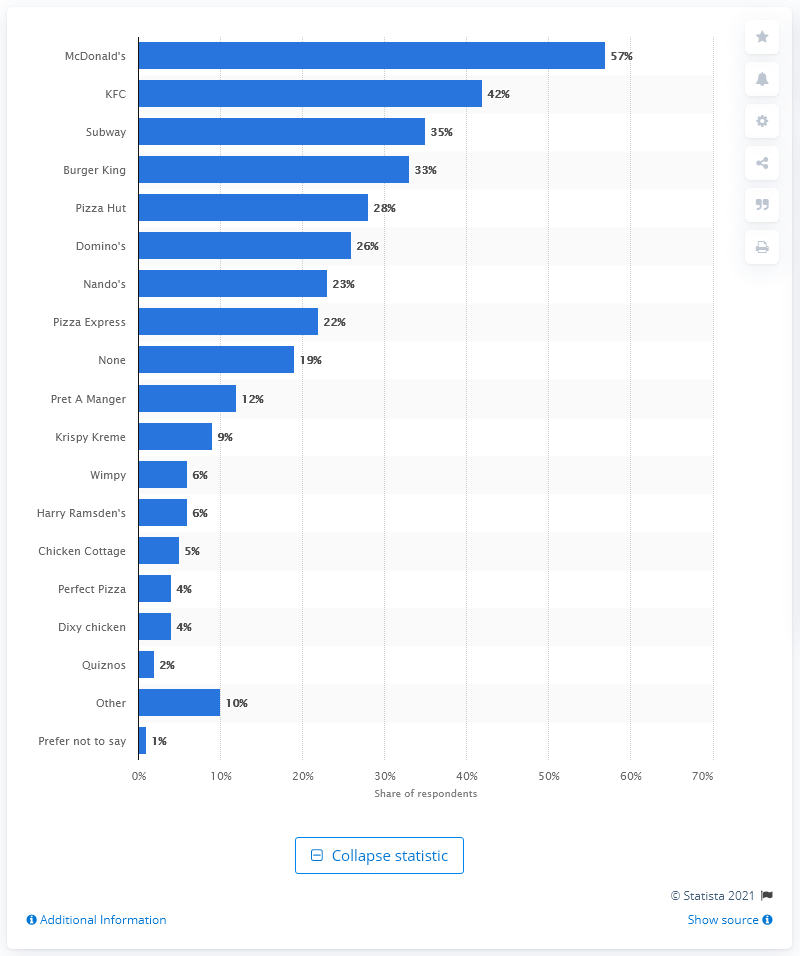 McDonald's 57%
KFC 42%
Subway 35%
Burger King 33%
Pizza Hut 28%
Domino's 26%
Nando's 23%
Pizza Express 22%
None 19%
Pret A Manger 12%
Krispy Kreme 9%
Wimpy 6%
Harry Ramsden's 6%
Chicken Cottage 5%
Perfect Pizza 4%
Dixy chicken 4%
Quiznos 2%
Other 10%
Prefer not to say 1%
0% 10% 20% 30% 40% 50% 60% 70%
Share of respondents
Collapse statistic
© Statista 2021
Additional Information Show source